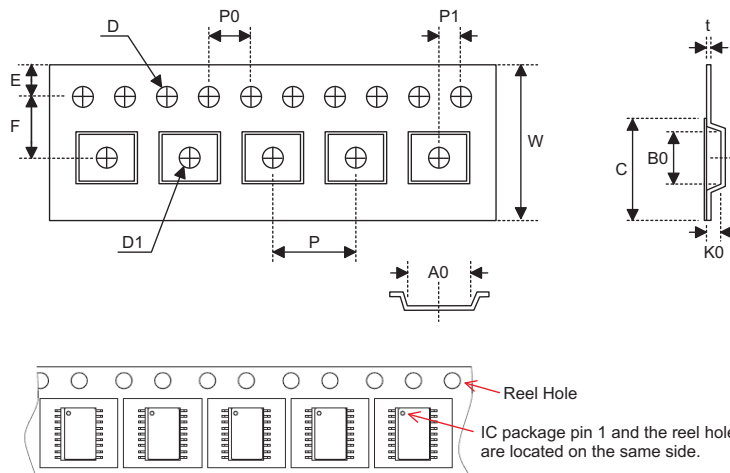 D
P0
P1
t
E
F
W
C
B0
D1
P
A0
K0
Reel Hole
IC package pin 1 and the reel hole
are located on the same side.